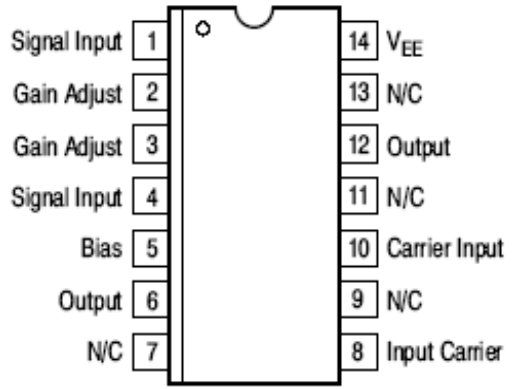 Signal Input 1
Gain Adjust 2
Gain Adjust 3
Signal Input 4
Bias 5
Output 6
N/C 7
14 VEE
13 N/C
12 Output
11 N/C
10 Carrier Input
9 N/C
8 Input Carrier